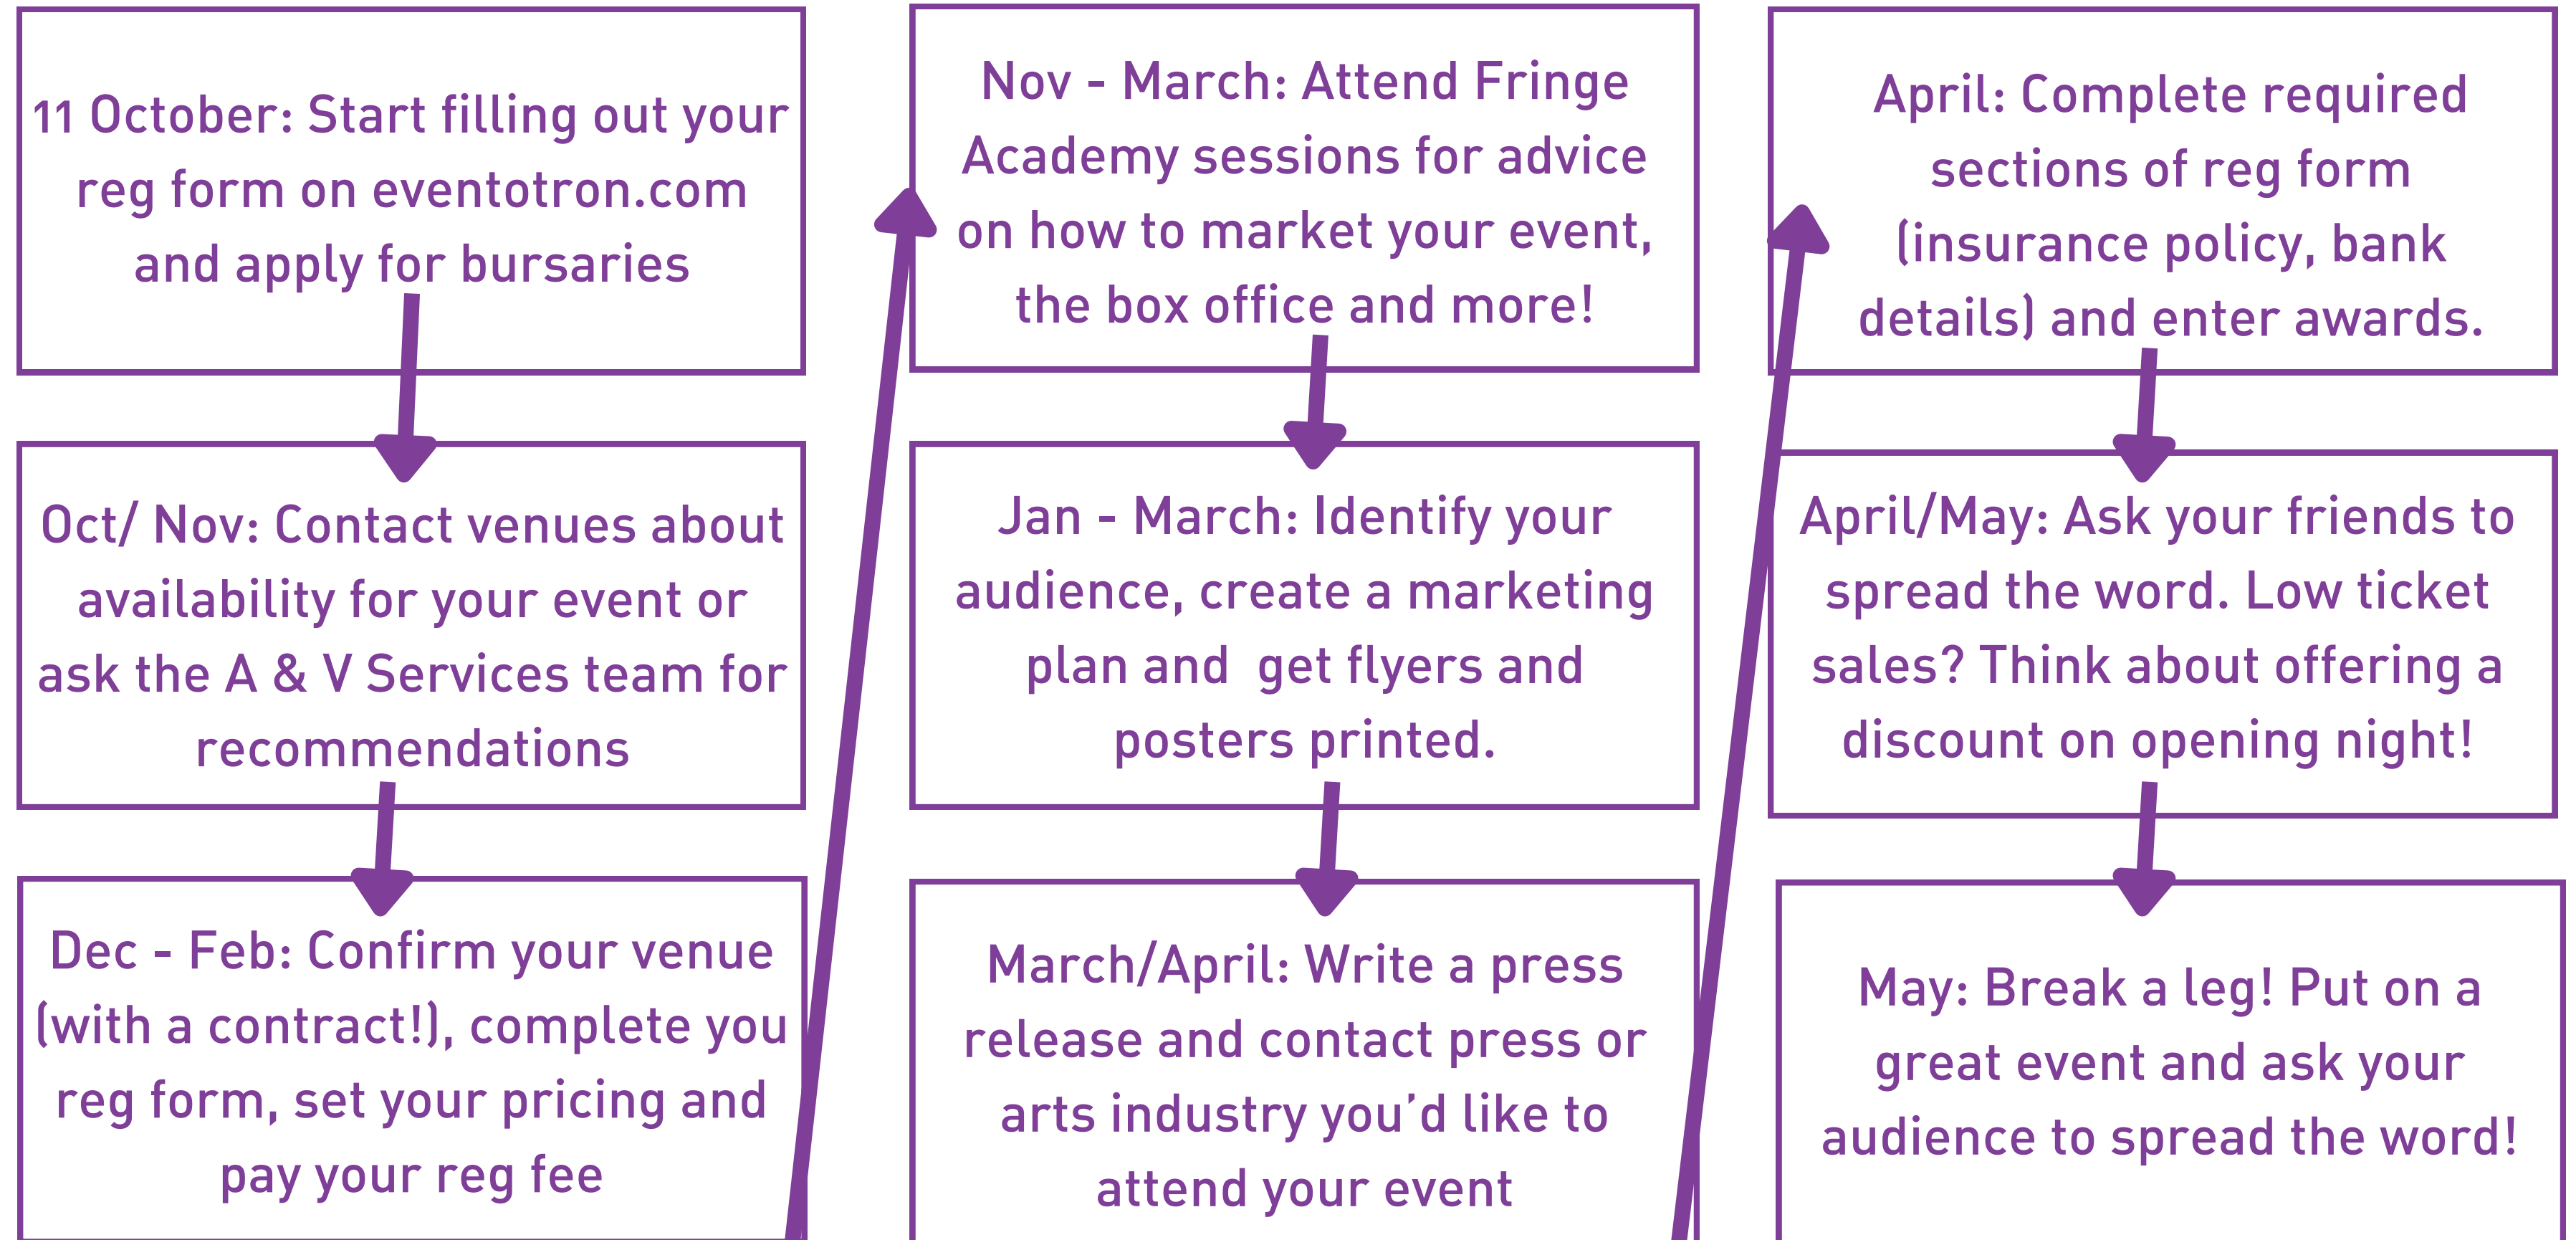 11 October: Start filling out your
reg form on eventotron.com
and apply for bursaries
Oct/ Nov: Contact venues about
availability for your event or
ask the A & V Services team for
recommendations
Dec - Feb: Confirm your venue
(with a contract!), complete you
reg form, set your pricing and
pay your reg fee
Nov - March: Attend Fringe
Academy sessions for advice
on how to market your event,
the box office and more!
Jan - March: Identify your
audience, create a marketing
plan and  get flyers and
posters printed.
March/April: Write a press
release and contact press or
arts industry you’d like to
attend your event
April: Complete required
sections of reg form
(insurance policy, bank
details) and enter awards.
April/May: Ask your friends to
spread the word. Low ticket
sales? Think about offering a
discount on opening night!
May: Break a leg! Put on a
great event and ask your
audience to spread the word!